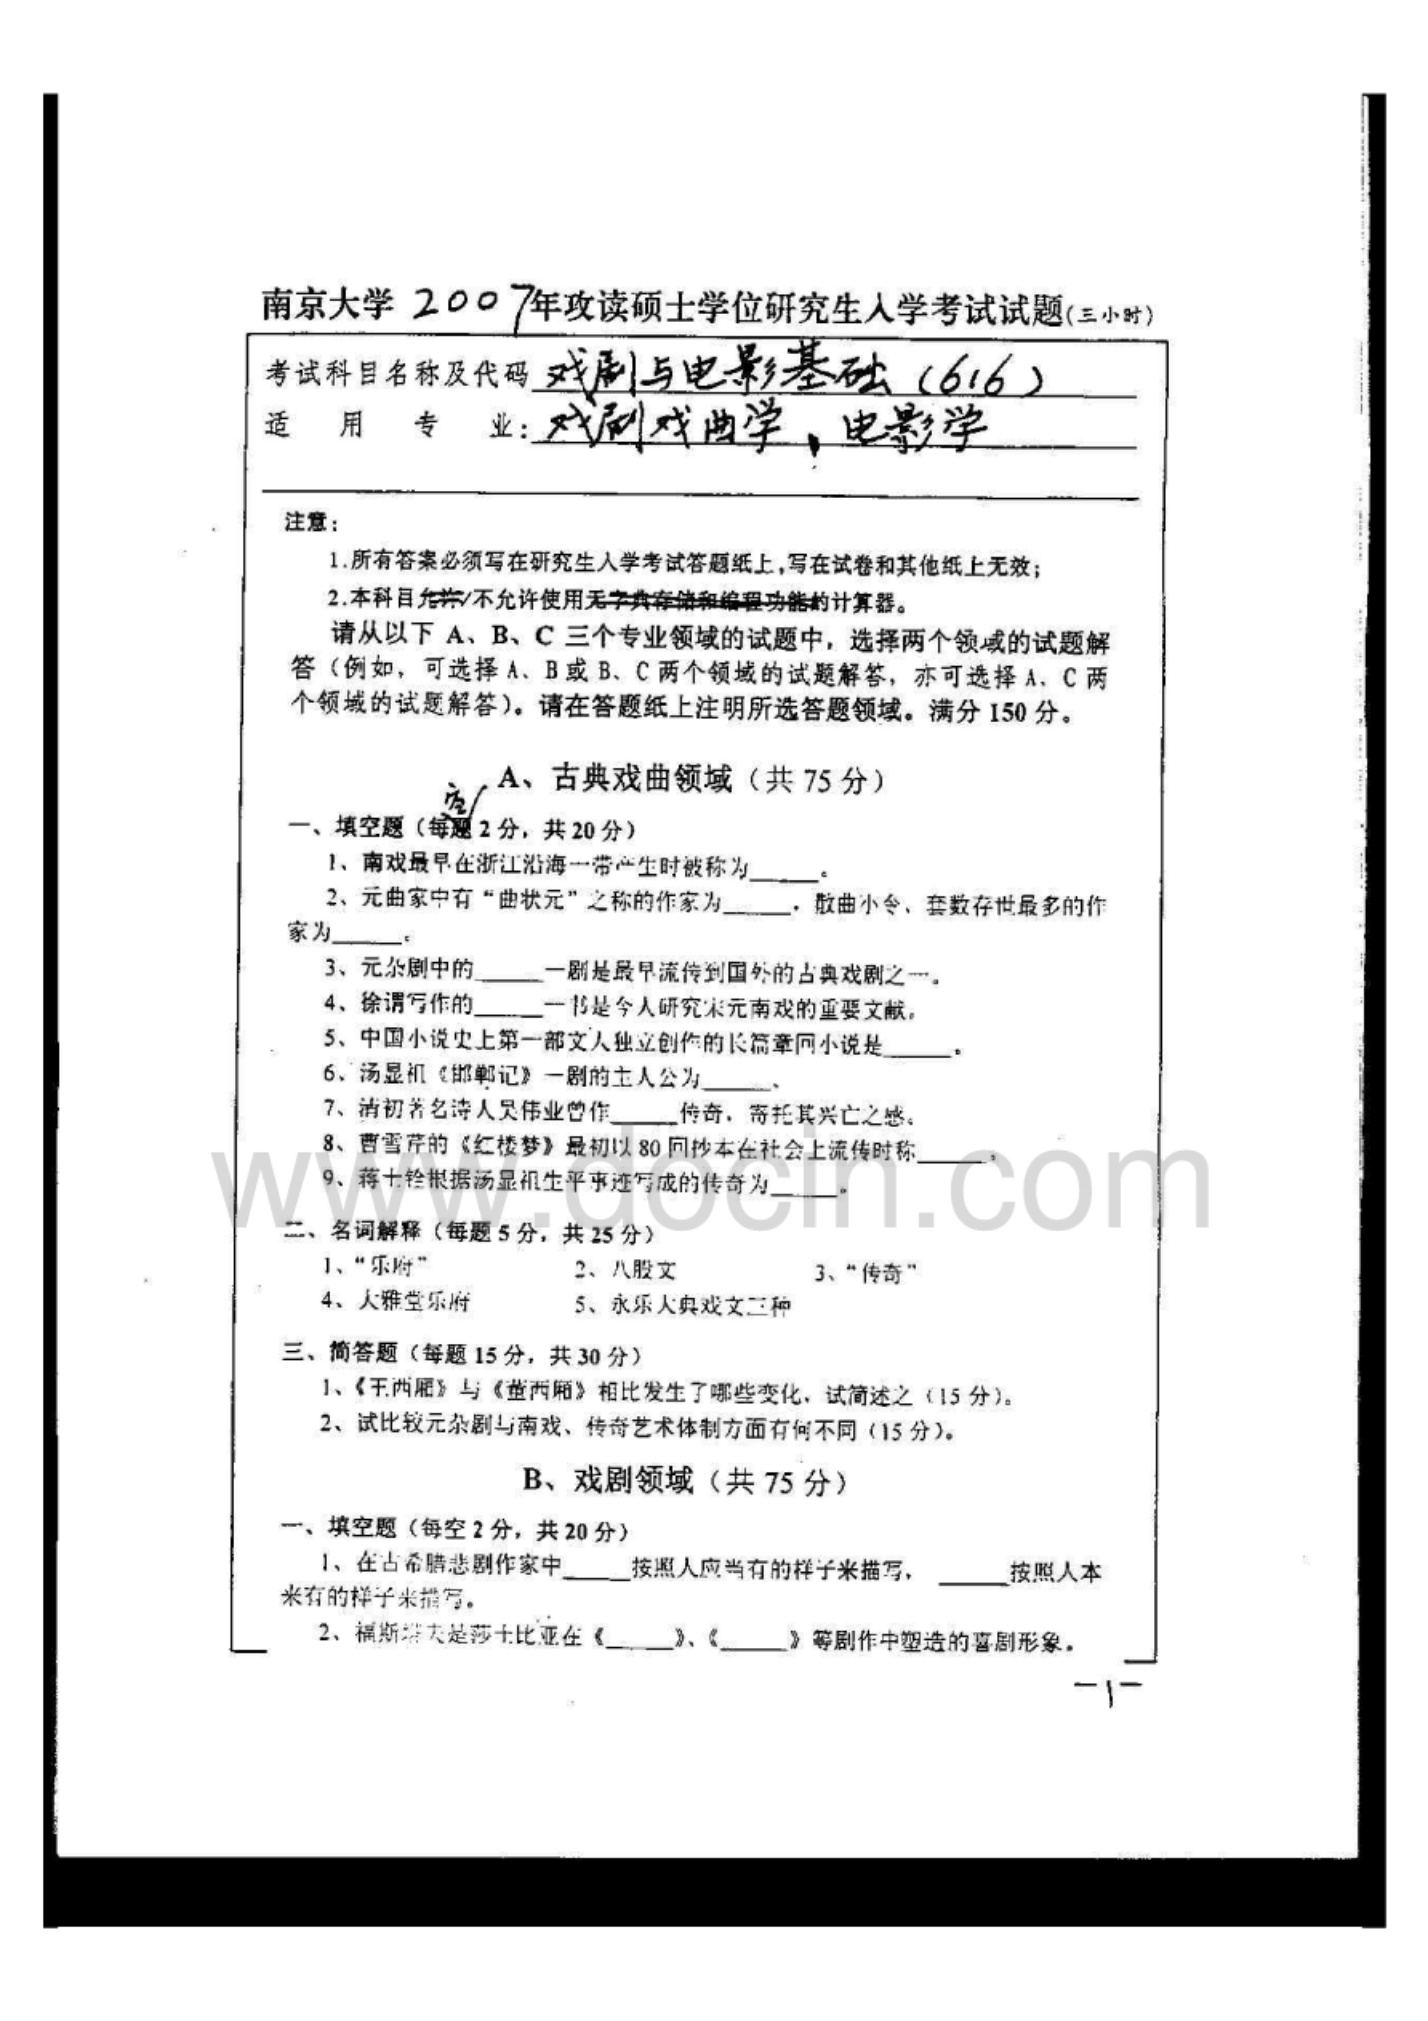 南京大学 2007年攻读硕士学位研究生入学考试试题(三小时)
考试科目名称及代码 戏剧与电影基础（616）
适 用 专 业: 戏剧戏曲学、电影学
注意:
1.所有答案必须写在研究生入学考试答题纸上,写在试卷和其他纸上无效;
2.本科目允许/不允许使用无字典存储和编程功能的计算器。
请从以下 A、B、C 三个专业领域的试题中，选择两个领域的试题解
答（例如，可选择 A、B 或 B、C 两个领域的试题解答，亦可选择 A、C 两
个领域的试题解答）。请在答题纸上注明所选答题领域。满分 150 分。
A、古典戏曲领域（共 75 分）
空
一、填空题（每题 2 分，共 20 分）
1、南戏最早在浙江沿海一带产生时被称为______。
2、元曲家中有“曲状元”之称的作家为______，散曲小令、套数存世最多的作
家为______。
3、元杂剧中的______一剧是最早流传到国外的古典戏剧之一。
4、徐谓写作的______一书是今人研究宋元南戏的重要文献。
5、中国小说史上第一部文人独立创作的长篇章回小说是______。
6、汤显祖《邯郸记》一剧的主人公为______。
7、清初著名诗人吴伟业曾作______传奇，寄托其兴亡之感。
8、曹雪芹的《红楼梦》最初以 80 回抄本在社会上流传时称______。
9、蒋士铨根据汤显祖生平事迹写成的传奇为______。
www.docin.com
二、名词解释（每题 5 分，共 25 分）
1、“乐府” 2、八股文 3、“传奇”
4、大雅堂乐府 5、永乐大典戏文三种
三、简答题（每题 15 分，共 30 分）
1、《王西厢》与《董西厢》相比发生了哪些变化，试简述之（15 分）。
2、试比较元杂剧与南戏、传奇艺术体制方面有何不同（15 分）。
B、戏剧领域（共 75 分）
一、填空题（每空 2 分，共 20 分）
1、在古希腊悲剧作家中______按照人应当有的样子来描写， ______按照人本
来有的样子来描写。
2、福斯塔夫是莎士比亚在《______》、《______》等剧作中塑造的喜剧形象。
-1-